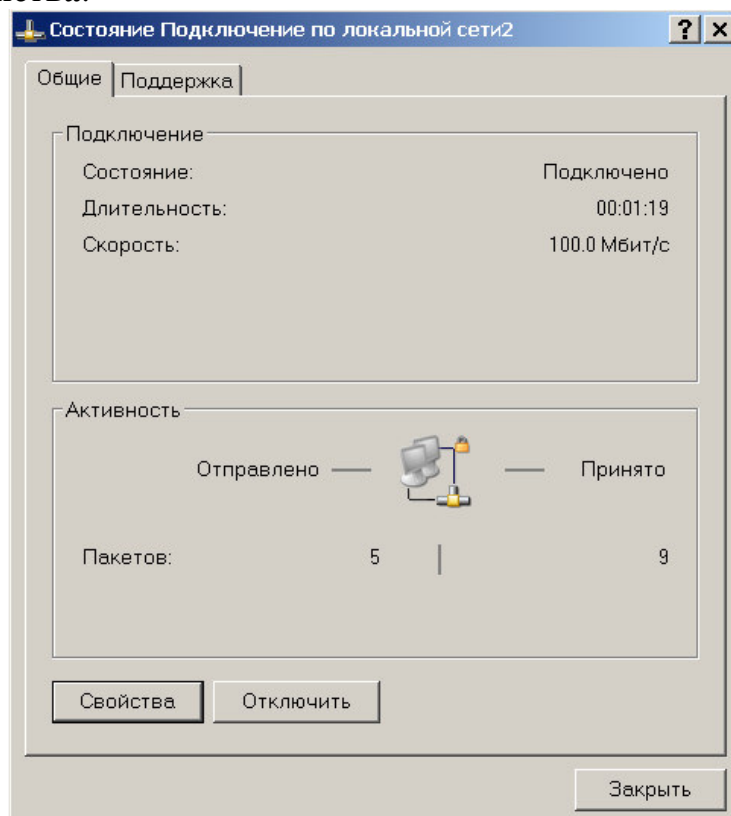 Состояние Подключение по локальной сети2
Общие Поддержка
Подключение
Состояние: Подключено
Длительность: 00:01:19
Скорость: 100.0 Мбит/с
Активность
Отправлено — — Принято
Пакетов: 5 | 9
Свойства Отключить
Закрыть